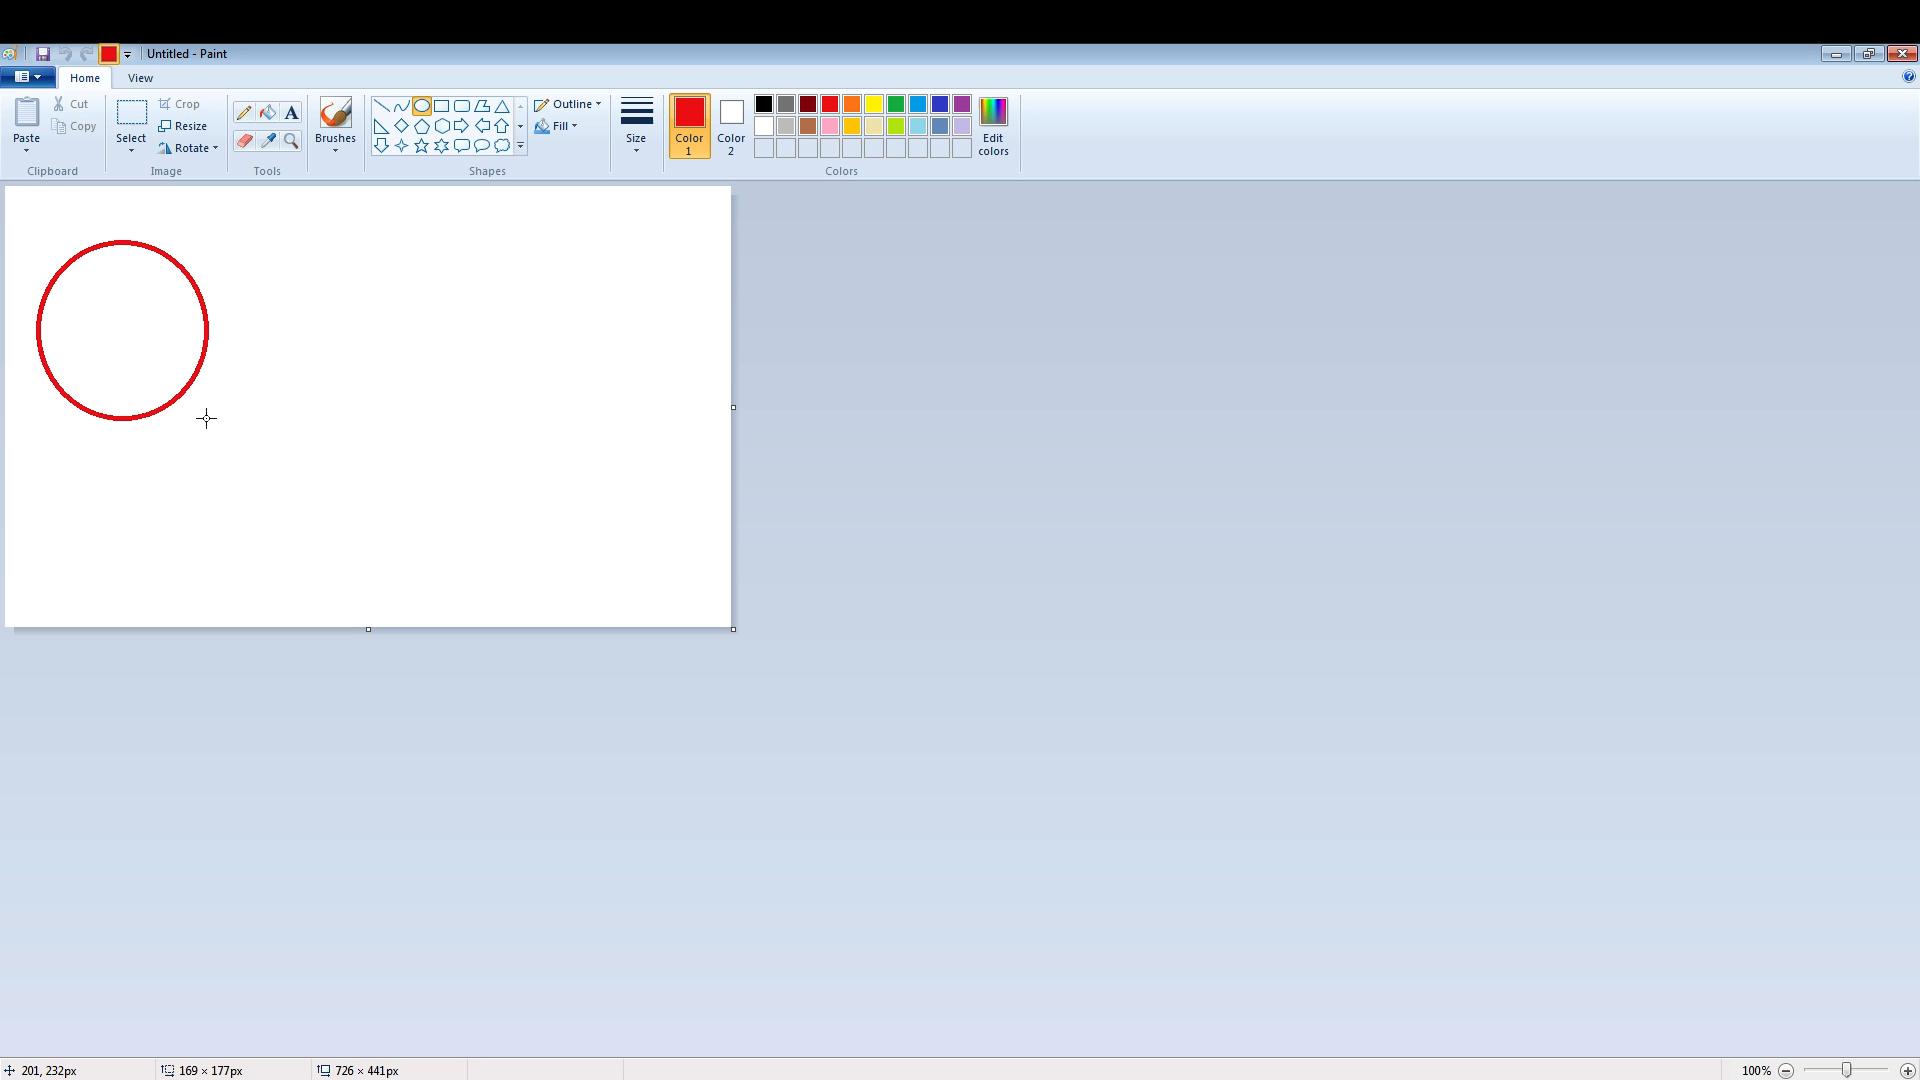 Untitled - Paint
Home View
Paste
Cut
Copy
Clipboard
Select
Crop
Resize
Rotate
Image
A
Tools
Brushes
Shapes
Outline
Fill
Size
Color 1
Color 2
Colors
Edit colors
201, 232px
169 × 177px
726 × 441px
100%